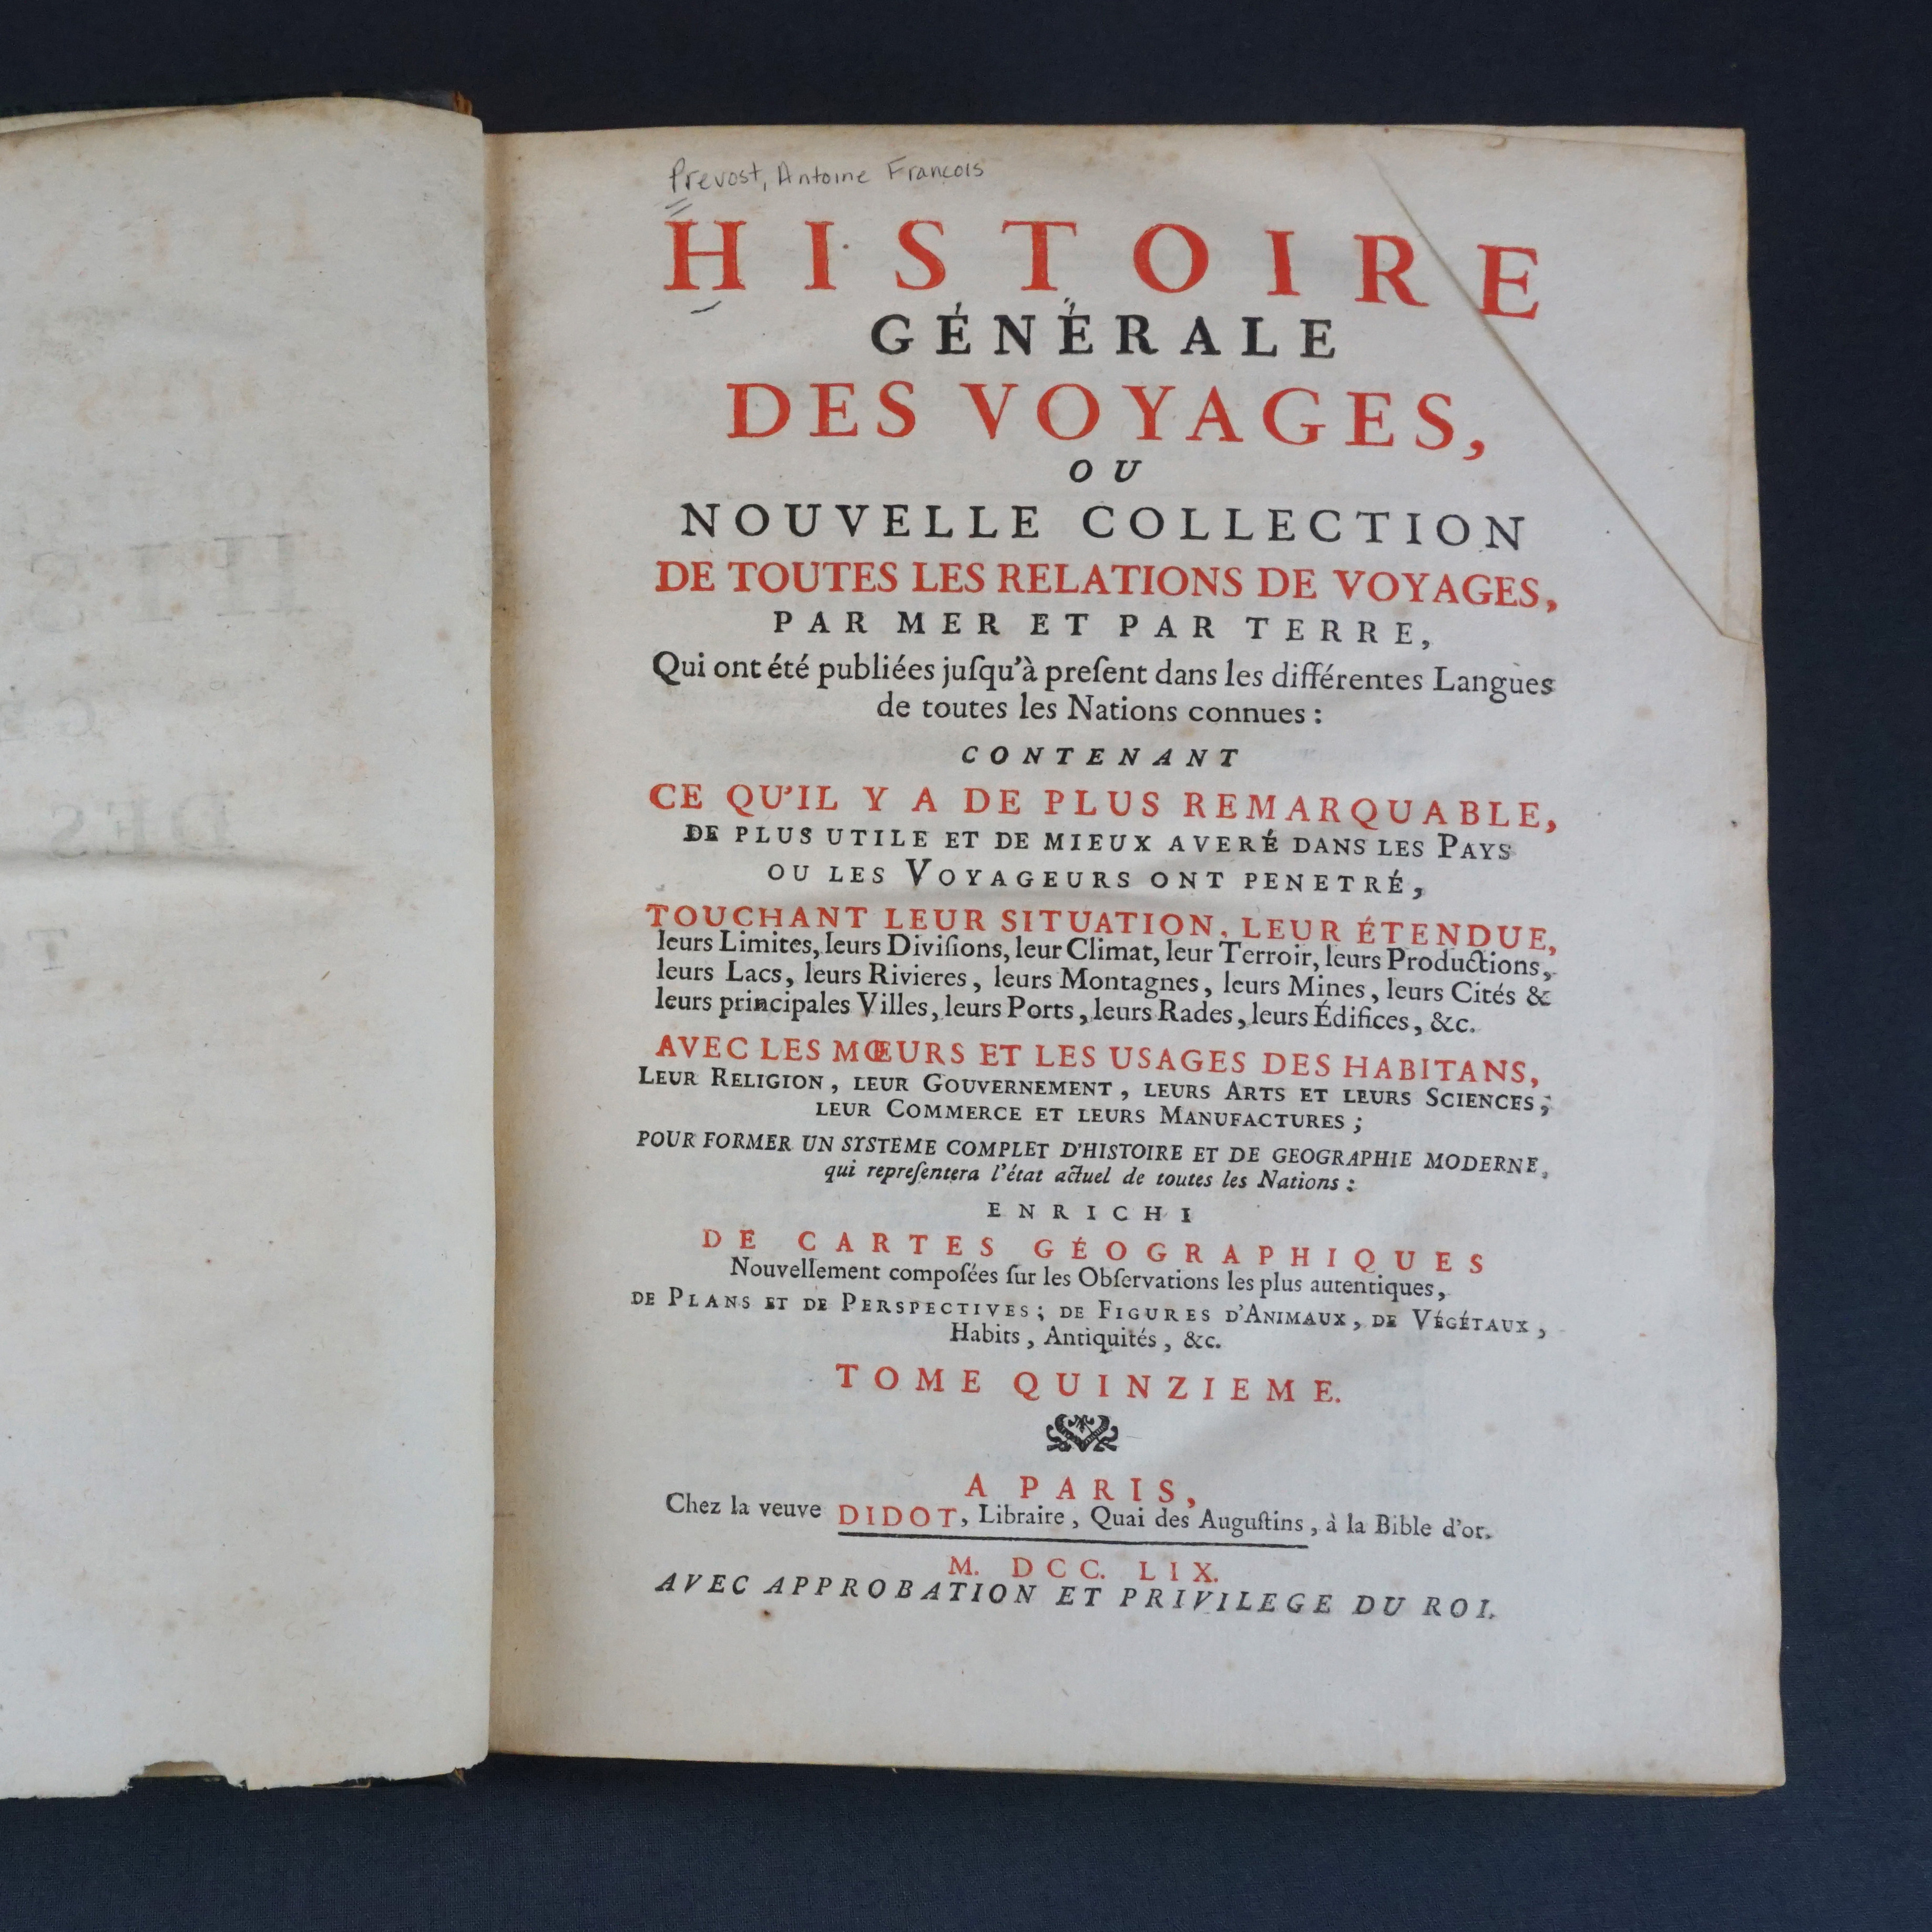 Prevost, Antoine Francois
HISTOIRE
GÉNÉRALE
DES VOYAGES,
OU
NOUVELLE COLLECTION
DE TOUTES LES RELATIONS DE VOYAGES,
PAR MER ET PAR TERRE,
Qui ont été publiées juſqu'à preſent dans les différentes Langues
de toutes les Nations connues :
CONTENANT
CE QU'IL Y A DE PLUS REMARQUABLE,
DE PLUS UTILE ET DE MIEUX AVERÉ DANS LES PAYS
OU LES VOYAGEURS ONT PENETRÉ,
TOUCHANT LEUR SITUATION, LEUR ÉTENDUE,
leurs Limites, leurs Diviſions, leur Climat, leur Terroir, leurs Productions,
leurs Lacs, leurs Rivieres, leurs Montagnes, leurs Mines, leurs Cités &
leurs principales Villes, leurs Ports, leurs Rades, leurs Édifices, &c.
AVEC LES MŒURS ET LES USAGES DES HABITANS,
LEUR RELIGION, LEUR GOUVERNEMENT, LEURS ARTS ET LEURS SCIENCES,
LEUR COMMERCE ET LEURS MANUFACTURES ;
POUR FORMER UN SYSTEME COMPLET D'HISTOIRE ET DE GEOGRAPHIE MODERNE,
qui repreſentera l'état actuel de toutes les Nations :
ENRICHI
DE CARTES GÉOGRAPHIQUES
Nouvellement compoſées ſur les Obſervations les plus autentiques,
DE PLANS ET DE PERSPECTIVES ; DE FIGURES D'ANIMAUX, DE VÉGÉTAUX,
Habits, Antiquités, &c.
TOME QUINZIEME.
A PARIS,
Chez la veuve DIDOT, Libraire, Quai des Auguſtins, à la Bible d'or.
M. DCC. LIX.
AVEC APPROBATION ET PRIVILEGE DU ROI.